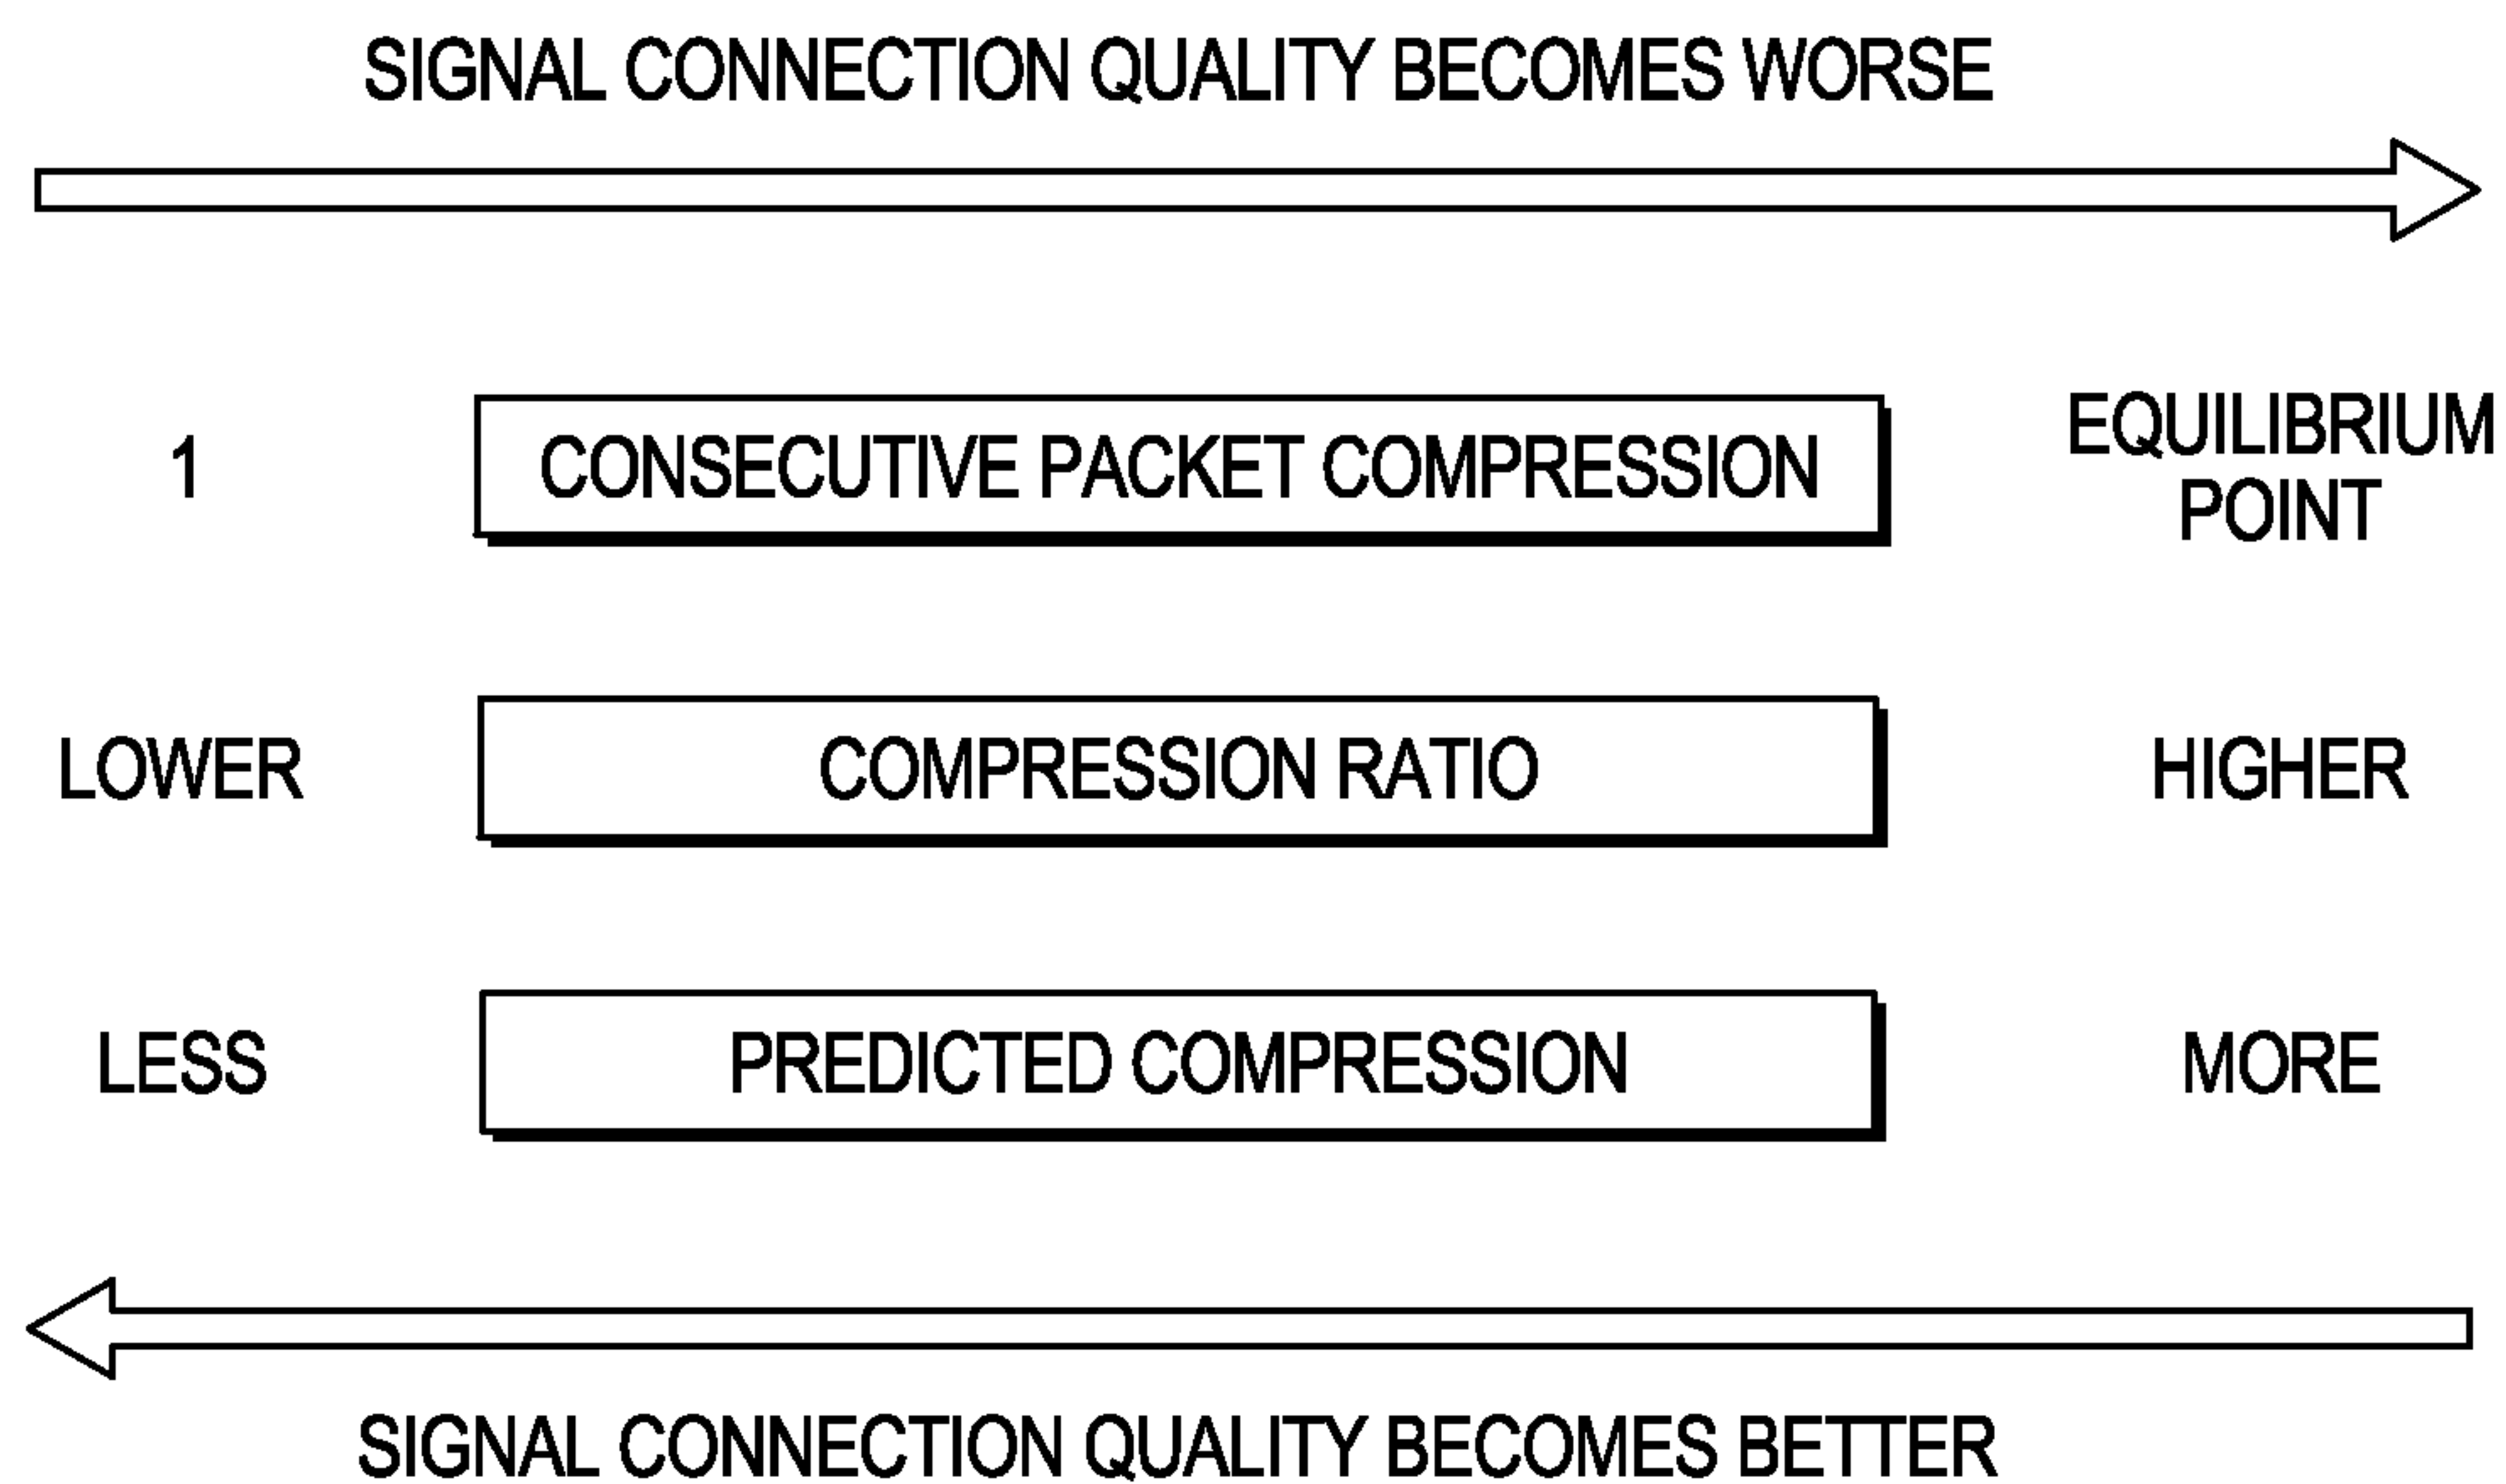 SIGNAL CONNECTION QUALITY BECOMES WORSE
1
CONSECUTIVE PACKET COMPRESSION
EQUILIBRIUM
POINT
LOWER
COMPRESSION RATIO
HIGHER
LESS
PREDICTED COMPRESSION
MORE
SIGNAL CONNECTION QUALITY BECOMES BETTER